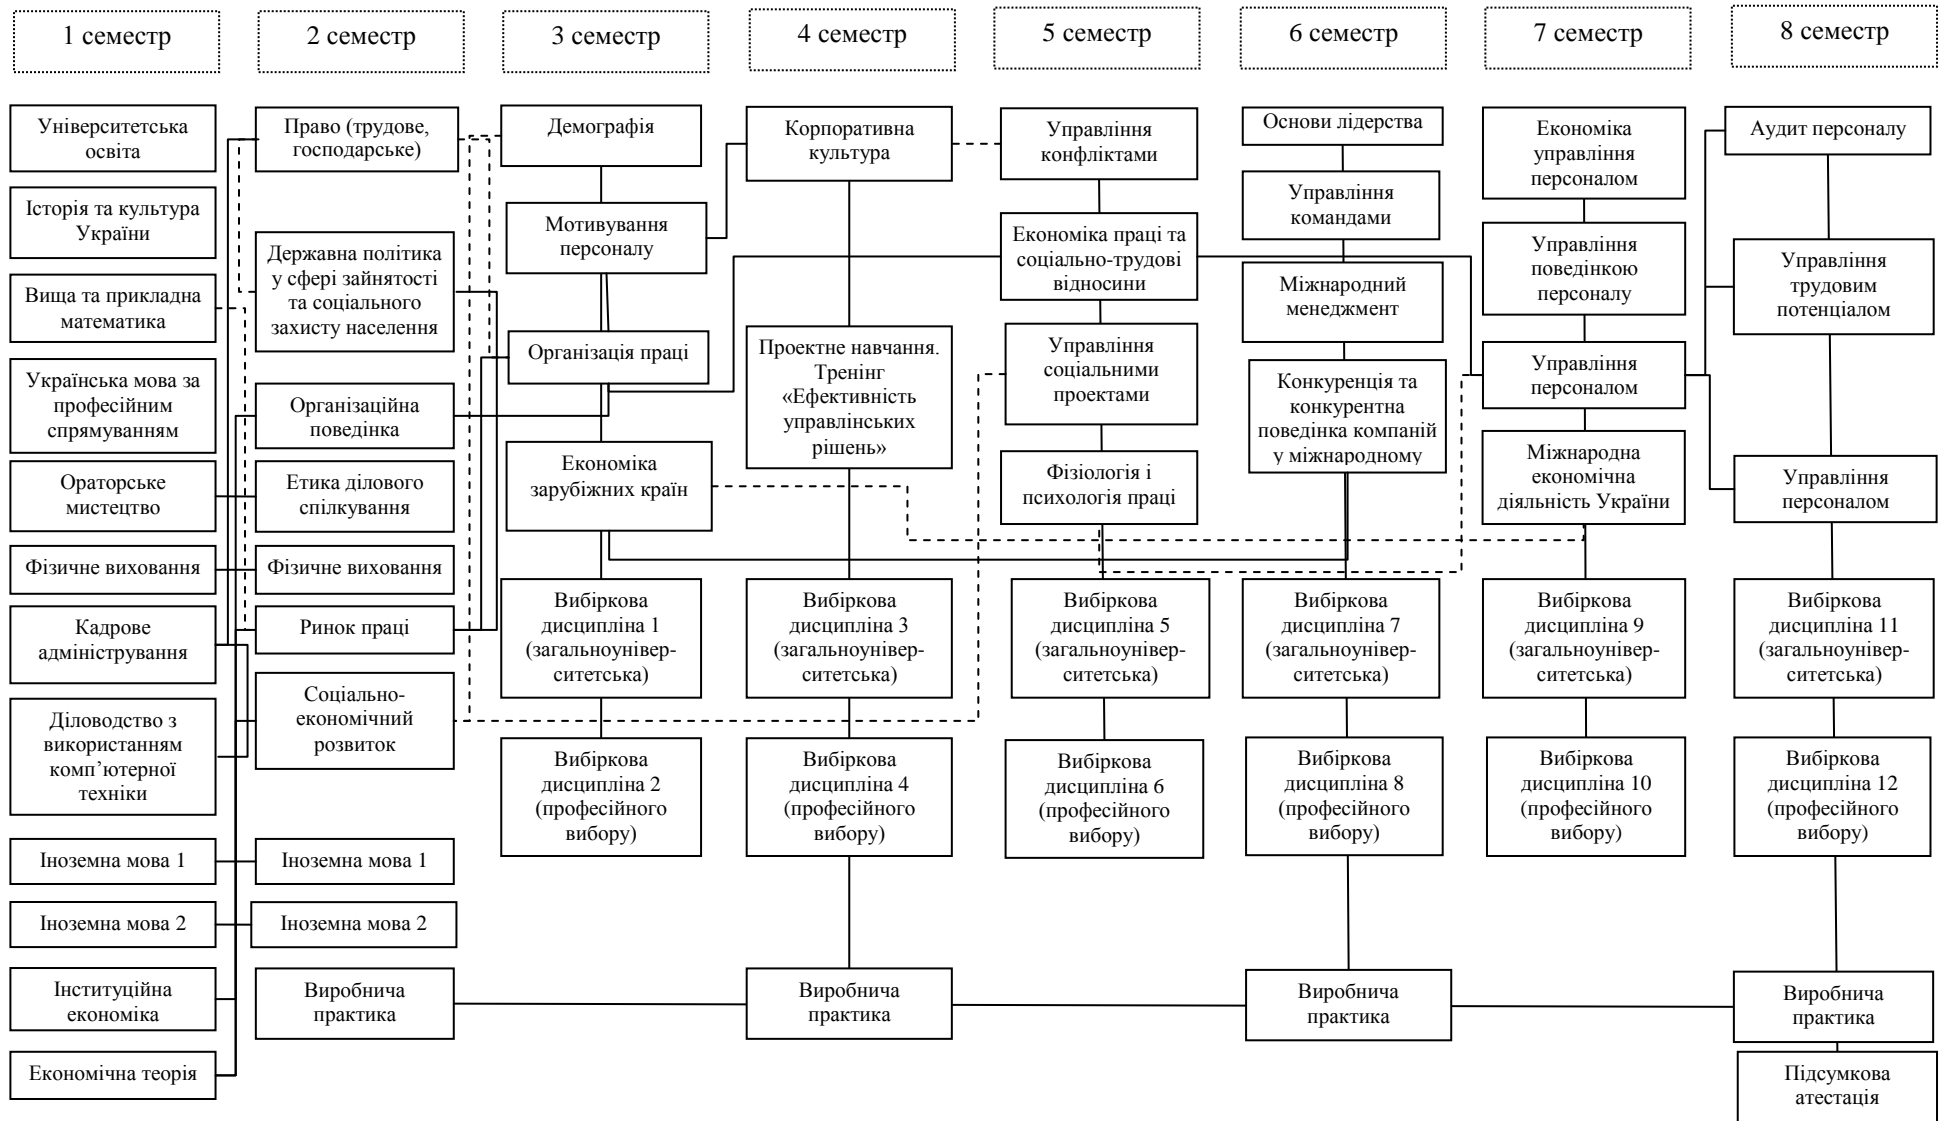 1 семестр
2 семестр
3 семестр
4 семестр
5 семестр
6 семестр
7 семестр
8 семестр
Університетська
освіта
Історія та культура
України
Вища та прикладна
математика
Українська мова за
професійним
спрямуванням
Ораторське
мистецтво
Фізичне виховання
Кадрове
адміністрування
Діловодство з
використанням
комп’ютерної
техніки
Іноземна мова 1
Іноземна мова 2
Інституційна
економіка
Економічна теорія
Право (трудове,
господарське)
Державна політика
у сфері зайнятості
та соціального
захисту населення
Організаційна
поведінка
Етика ділового
спілкування
Фізичне виховання
Ринок праці
Соціально-
економічний
розвиток
Іноземна мова 1
Іноземна мова 2
Виробнича
практика
Демографія
Мотивування
персоналу
Організація праці
Економіка
зарубіжних країн
Вибіркова
дисципліна 1
(загальноунівер-
ситетська)
Вибіркова
дисципліна 2
(професійного
вибору)
Корпоративна
культура
Проектне навчання.
Тренінг
«Ефективність
управлінських
рішень»
Вибіркова
дисципліна 3
(загальноунівер-
ситетська)
Вибіркова
дисципліна 4
(професійного
вибору)
Виробнича
практика
Управління
конфліктами
Економіка праці та
соціально-трудові
відносини
Управління
соціальними
проектами
Фізіологія і
психологія праці
Вибіркова
дисципліна 5
(загальноунівер-
ситетська)
Вибіркова
дисципліна 6
(професійного
вибору)
Основи лідерства
Управління
командами
Міжнародний
менеджмент
Конкуренція та
конкурентна
поведінка компаній
у міжнародному
Вибіркова
дисципліна 7
(загальноунівер-
ситетська)
Вибіркова
дисципліна 8
(професійного
вибору)
Виробнича
практика
Економіка
управління
персоналом
Управління
поведінкою
персоналу
Управління
персоналом
Міжнародна
економічна
діяльність України
Вибіркова
дисципліна 9
(загальноунівер-
ситетська)
Вибіркова
дисципліна 10
(професійного
вибору)
Аудит персоналу
Управління
трудовим
потенціалом
Управління
персоналом
Вибіркова
дисципліна 11
(загальноунівер-
ситетська)
Вибіркова
дисципліна 12
(професійного
вибору)
Виробнича
практика
Підсумкова
атестація